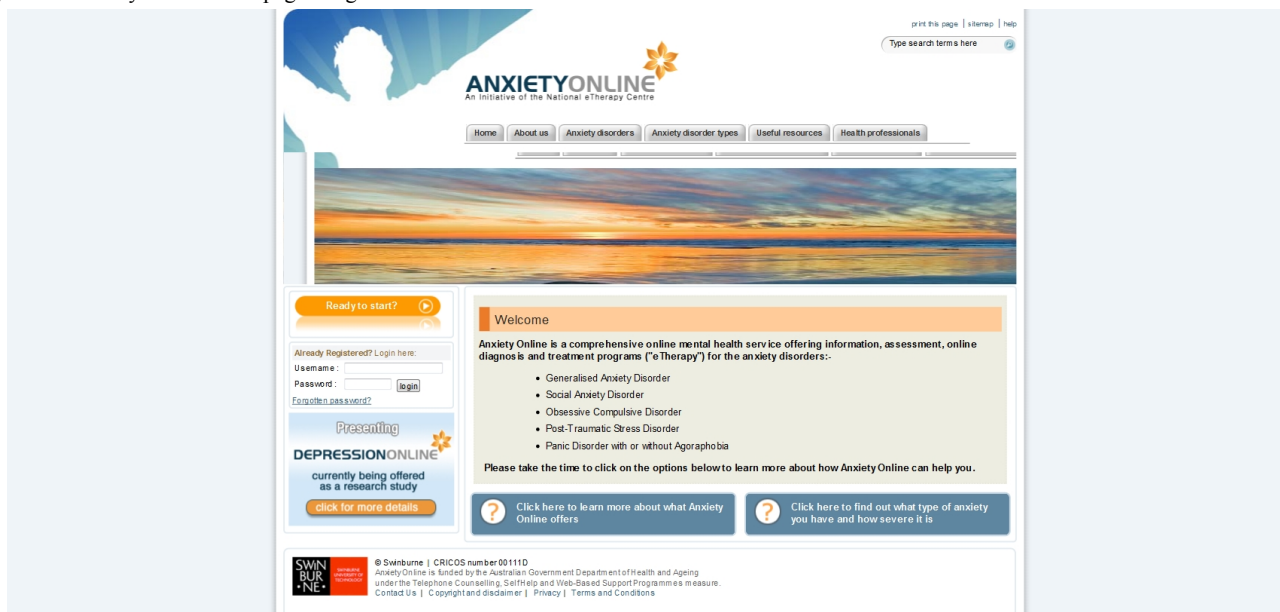 print this page | sitemap | help
Type search terms here
ANXIETYONLINE
An Initiative of the National eTherapy Centre
Home About us Anxiety disorders Anxiety disorder types Useful resources Health professionals
Ready to start?
Already Registered? Login here:
Username :
Password : login
Forgotten password?
Presenting
DEPRESSIONONLINE
currently being offered
as a research study
click for more details
Welcome
Anxiety Online is a comprehensive online mental health service offering information, assessment, online
diagnosis and treatment programs ("eTherapy") for the anxiety disorders:-
• Generalised Anxiety Disorder
• Social Anxiety Disorder
• Obsessive Compulsive Disorder
• Post-Traumatic Stress Disorder
• Panic Disorder with or without Agoraphobia
Please take the time to click on the options below to learn more about how Anxiety Online can help you.
? Click here to learn more about what Anxiety
Online offers
? Click here to find out what type of anxiety
you have and how severe it is
SWIN
BUR
• NE •
SWINBURNE
UNIVERSITY OF
TECHNOLOGY
© Swinburne | CRICOS number 00111D
Anxiety Online is funded by the Australian Government Department of Health and Ageing
under the Telephone Counselling, Self Help and Web-Based Support Programmes measure.
Contact Us | Copyright and disclaimer | Privacy | Terms and Conditions